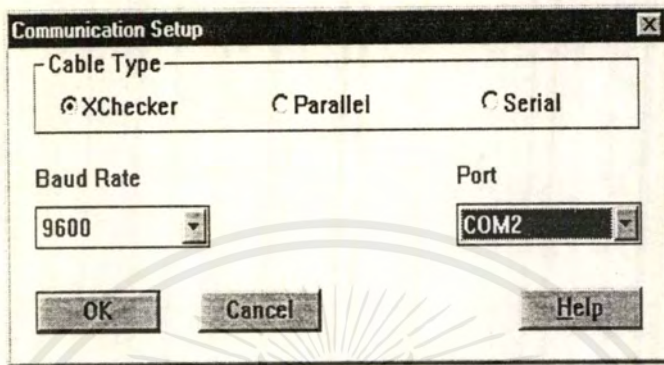 Communication Setup
Cable Type
XChecker Parallel Serial
Baud Rate Port
9600 COM2
OK Cancel Help